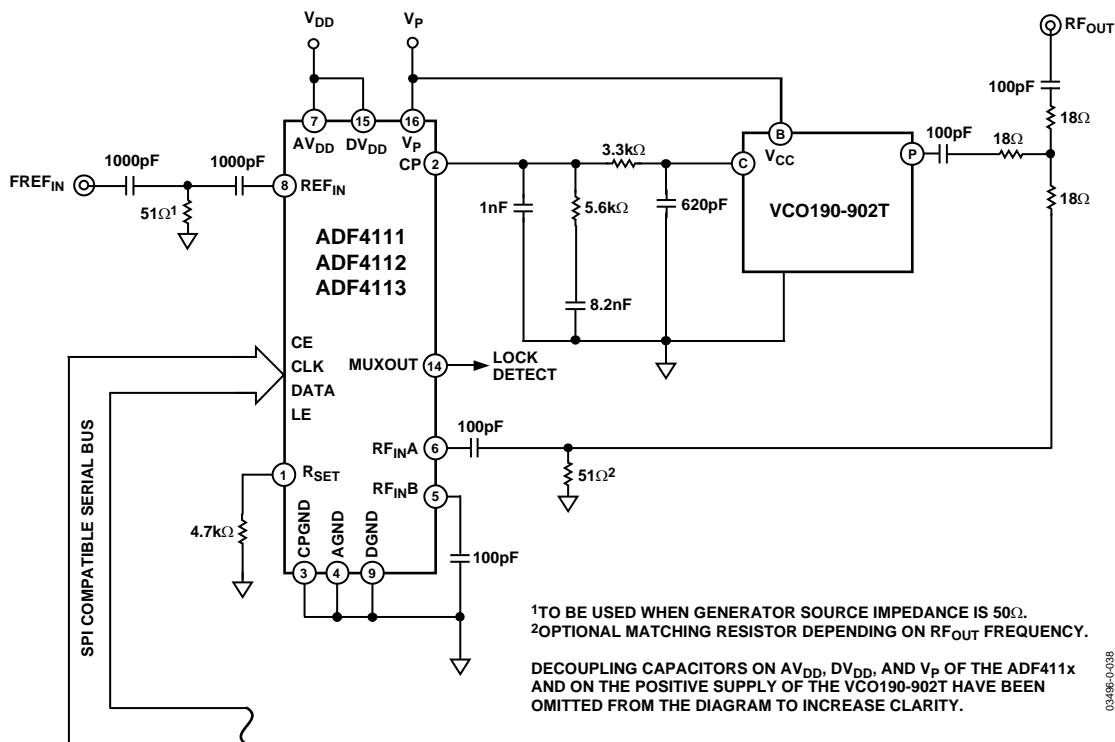 V_DD
V_P
RF_OUT
100pF
18Ω
7
15
16
AV_DD
DV_DD
V_P
CP
2
3.3kΩ
B
V_CC
C
P
100pF
18Ω
18Ω
1000pF
1000pF
FREF_IN
8
REF_IN
51Ω¹
1nF
5.6kΩ
620pF
VCO190-902T
8.2nF
ADF4111
ADF4112
ADF4113
CE
CLK
DATA
LE
MUXOUT
14
LOCK
DETECT
100pF
RF_INA
6
51Ω²
1
R_SET
RF_INB
5
4.7kΩ
CPGND
AGND
DGND
100pF
3
4
9
SPI COMPATIBLE SERIAL BUS
¹TO BE USED WHEN GENERATOR SOURCE IMPEDANCE IS 50Ω.
²OPTIONAL MATCHING RESISTOR DEPENDING ON RF_OUT FREQUENCY.
DECOUPLING CAPACITORS ON AV_DD, DV_DD, AND V_P OF THE ADF411x
AND ON THE POSITIVE SUPPLY OF THE VCO190-902T HAVE BEEN
OMITTED FROM THE DIAGRAM TO INCREASE CLARITY.
03496-0-038